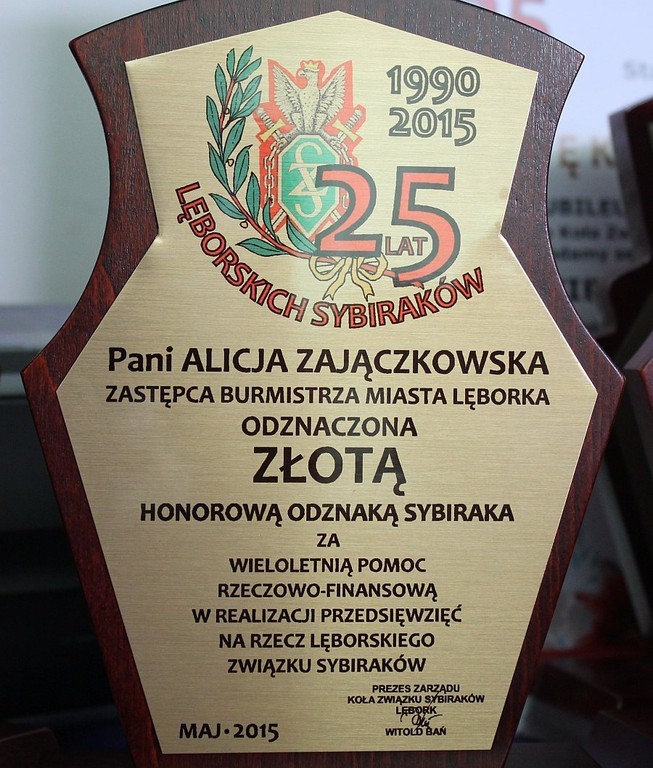 1990
2015
ZS
25
LAT
LĘBORSKICH SYBIRAKÓW
Pani ALICJA ZAJĄCZKOWSKA
ZASTĘPCA BURMISTRZA MIASTA LĘBORKA
ODZNACZONA
ZŁOTĄ
HONOROWĄ ODZNAKĄ SYBIRAKA
ZA
WIELOLETNIĄ POMOC
RZECZOWO-FINANSOWĄ
W REALIZACJI PRZEDSIĘWZIĘĆ
NA RZECZ LĘBORSKIEGO
ZWIĄZKU SYBIRAKÓW
PREZES ZARZĄDU
KOŁA ZWIĄZKU SYBIRAKÓW
LĘBORK
WITOLD BAŃ
MAJ·2015